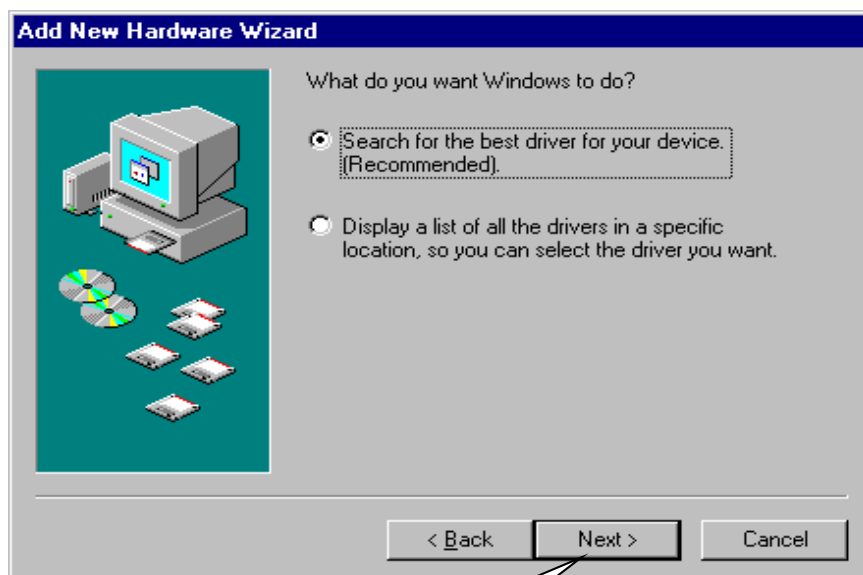 Add New Hardware Wizard
What do you want Windows to do?
Search for the best driver for your device.
(Recommended).
Display a list of all the drivers in a specific
location, so you can select the driver you want.
< Back
Next >
Cancel